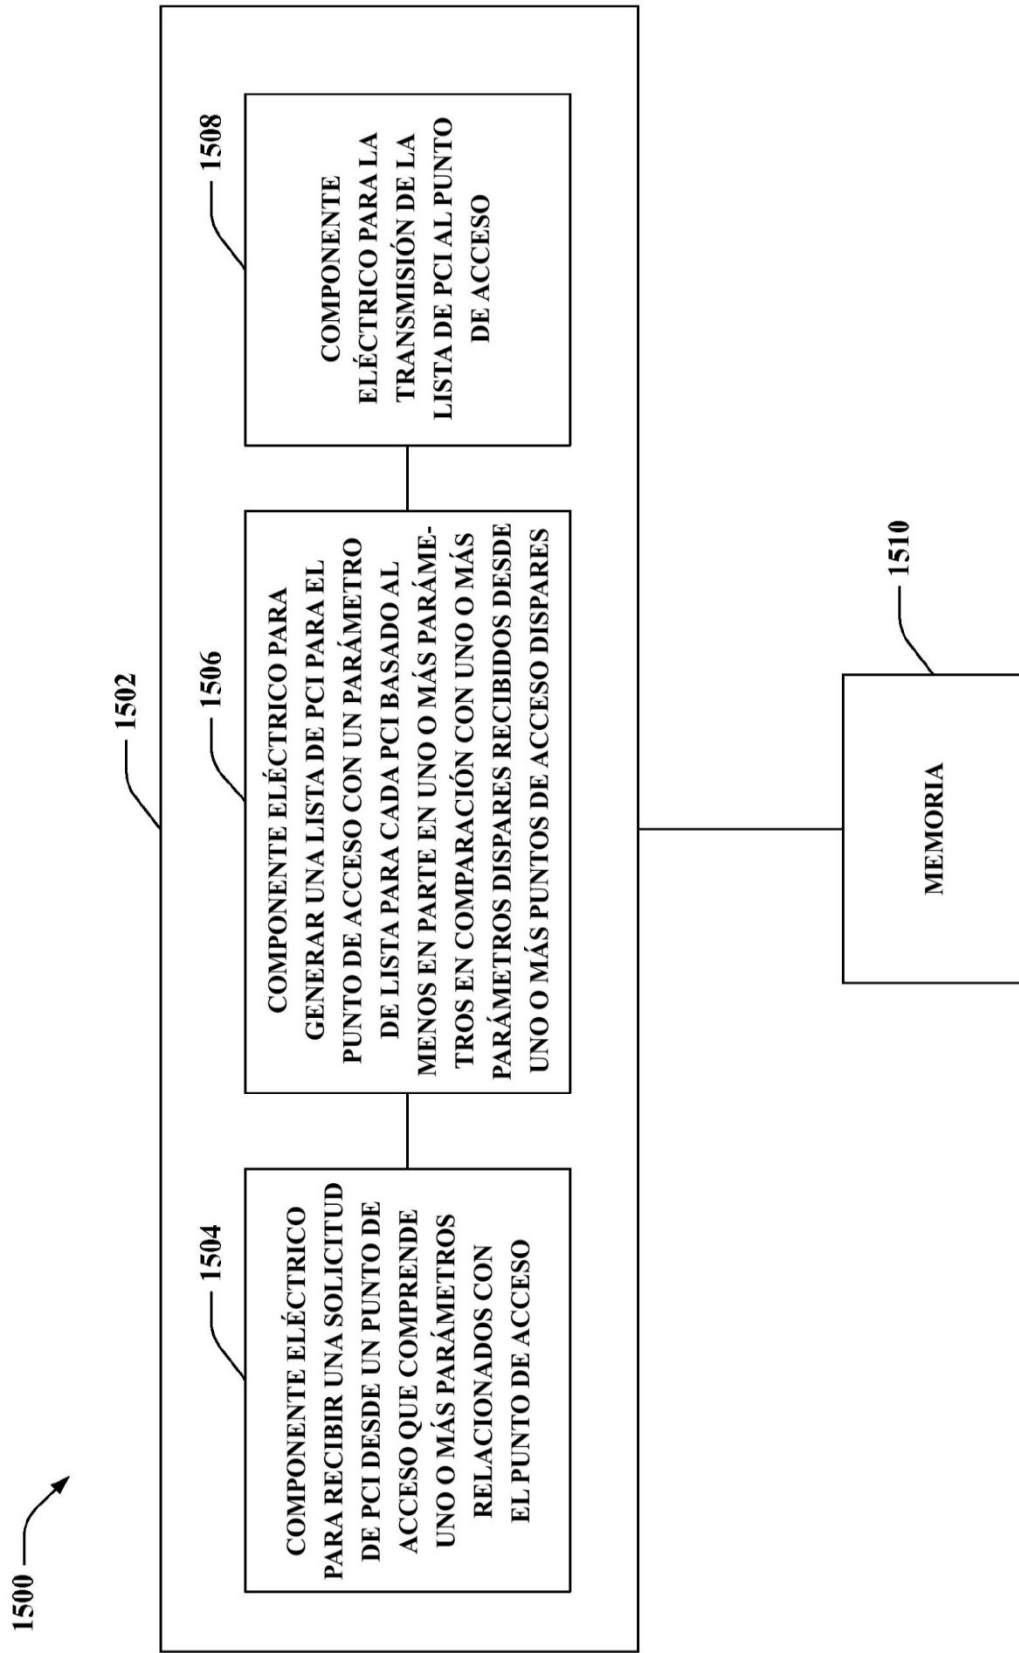 1500
1502
1504
COMPONENTE ELÉCTRICO
PARA RECIBIR UNA SOLICITUD
DE PCI DESDE UN PUNTO DE
ACCESO QUE COMPRENDE
UNO O MÁS PARÁMETROS
RELACIONADOS CON
EL PUNTO DE ACCESO
1506
COMPONENTE ELÉCTRICO PARA
GENERAR UNA LISTA DE PCI PARA EL
PUNTO DE ACCESO CON UN PARÁMETRO
DE LISTA PARA CADA PCI BASADO AL
MENOS EN PARTE EN UNO O MÁS PARÁME-
TROS EN COMPARACIÓN CON UNO O MÁS
PARÁMETROS DISPARES RECIBIDOS DESDE
UNO O MÁS PUNTOS DE ACCESO DISPARES
1508
COMPONENTE
ELÉCTRICO PARA LA
TRANSMISIÓN DE LA
LISTA DE PCI AL PUNTO
DE ACCESO
1510
MEMORIA